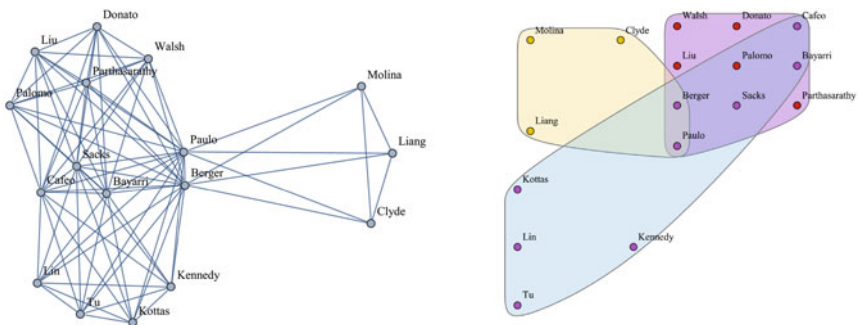 Donato
Liu
Walsh
Parthasarathy
Palomo
Molina
Paulo
Liang
Sacks
Berger
Cafeo
Bayarri
Clyde
Lin
Kennedy
Tu
Kottas
Walsh
Donato
Cafeo
Molina
Clyde
Liu
Palomo
Bayarri
Berger
Sacks
Parthasarathy
Liang
Paulo
Kottas
Lin
Kennedy
Tu